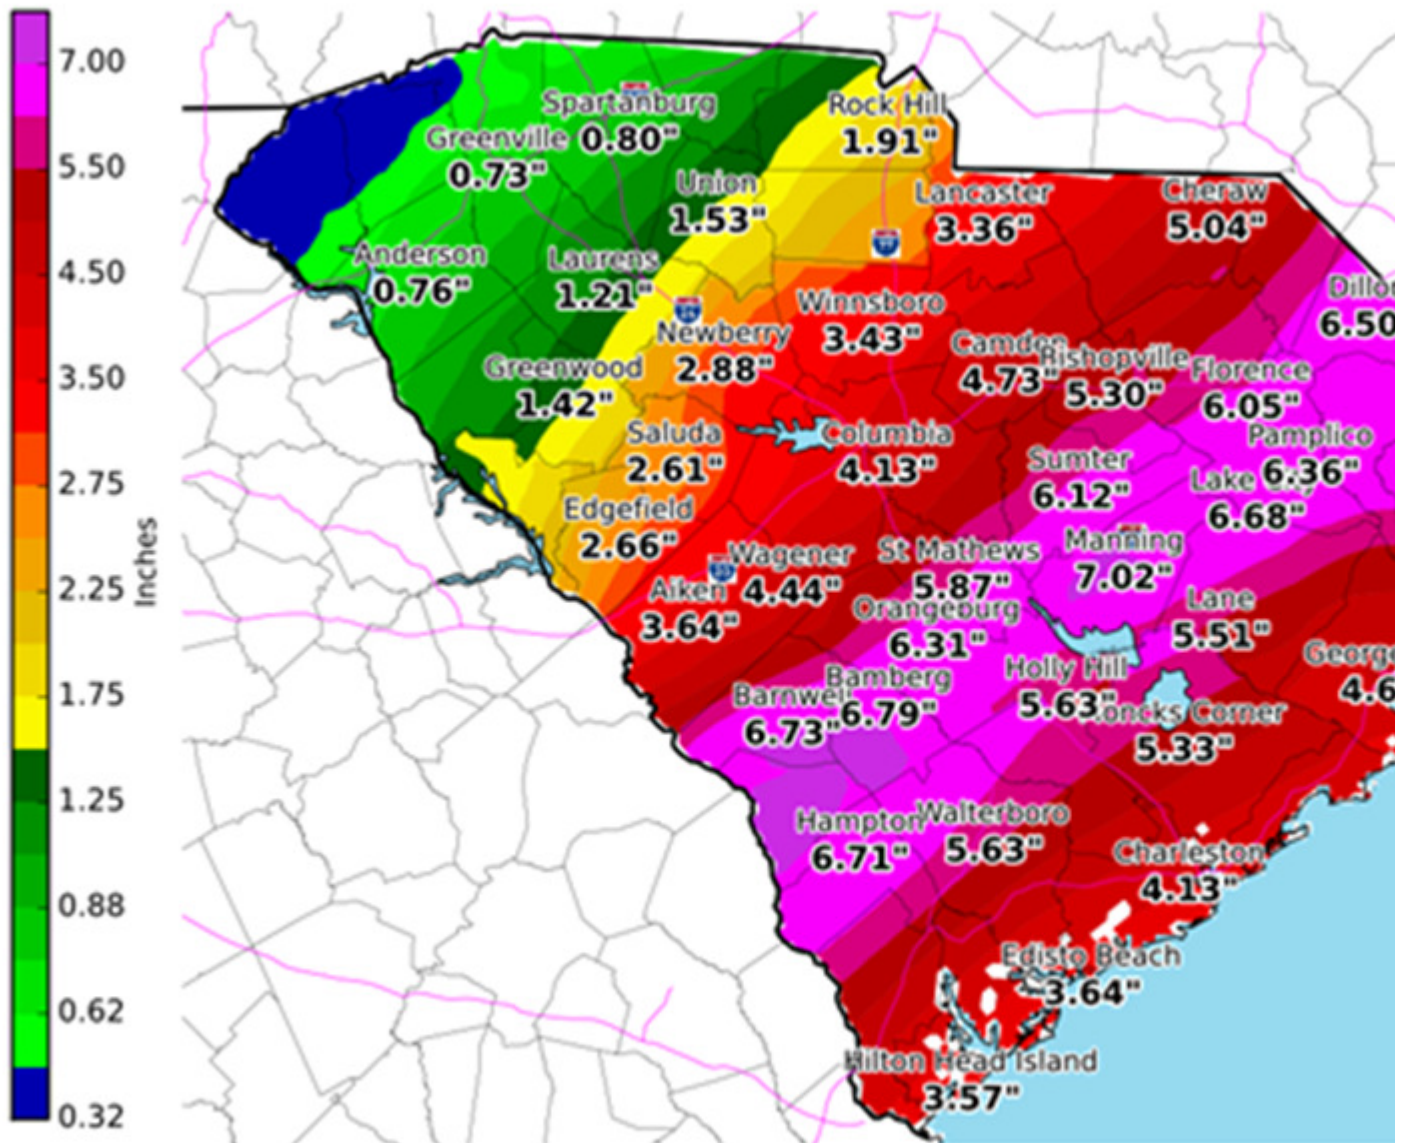 7.00
5.50
4.50
3.50
2.75
2.25
1.75
1.25
0.88
0.62
0.32
Inches
Spartanburg
0.80"
Greenville
0.73"
Rock Hill
1.91"
Union
1.53"
Lancaster
3.36"
Cheraw
5.04"
Anderson
0.76"
Laurens
1.21"
Dillon
6.50
Winnsboro
3.43"
Newberry
2.88"
Camden
4.73"
Bishopville
5.30"
Florence
6.05"
Greenwood
1.42"
Saluda
2.61"
Columbia
4.13"
Pamplico
6.36"
Sumter
6.12"
Lake City
6.68"
Edgefield
2.66"
Wagener
4.44"
St Mathews
5.87"
Manning
7.02"
Aiken
3.64"
Orangeburg
6.31"
Lane
5.51"
Holly Hill
5.63"
George
4.6
Barnwell
6.73"
Bamberg
6.79"
oncks Corner
5.33"
Hampton
6.71"
Walterboro
5.63"
Charleston
4.13"
Edisto Beach
3.64"
Hilton Head Island
3.57"